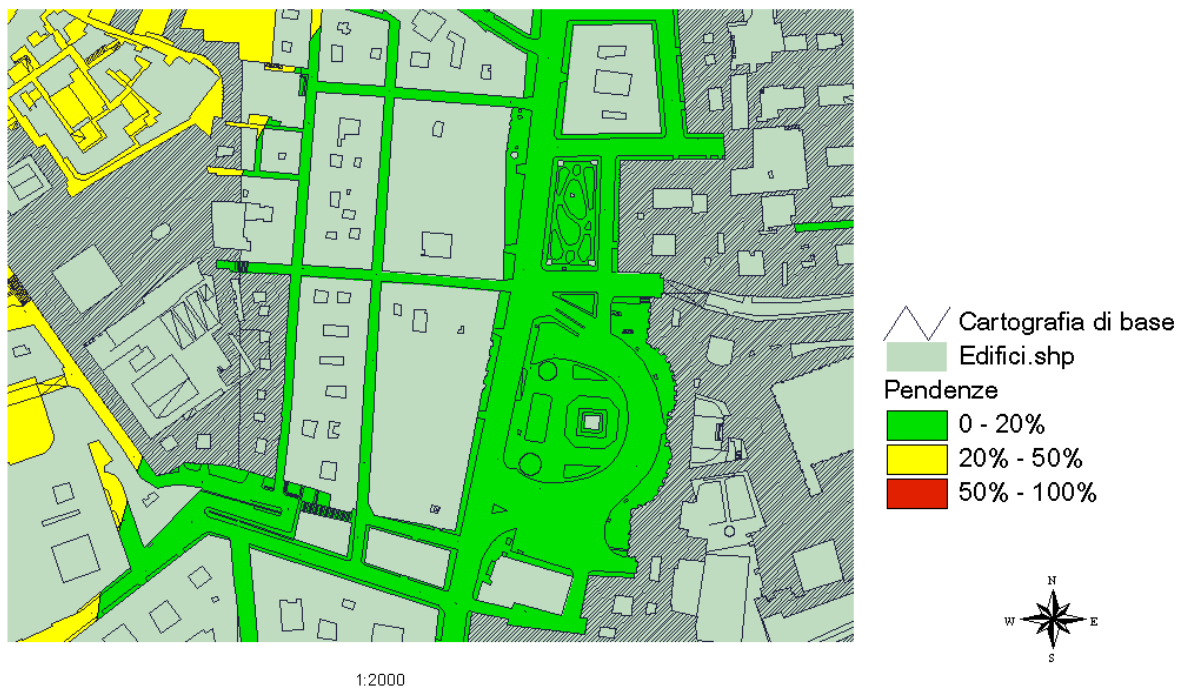 Cartografia di base
Edifici.shp
Pendenze
0 - 20%
20% - 50%
50% - 100%
N
W E
S
1:2000